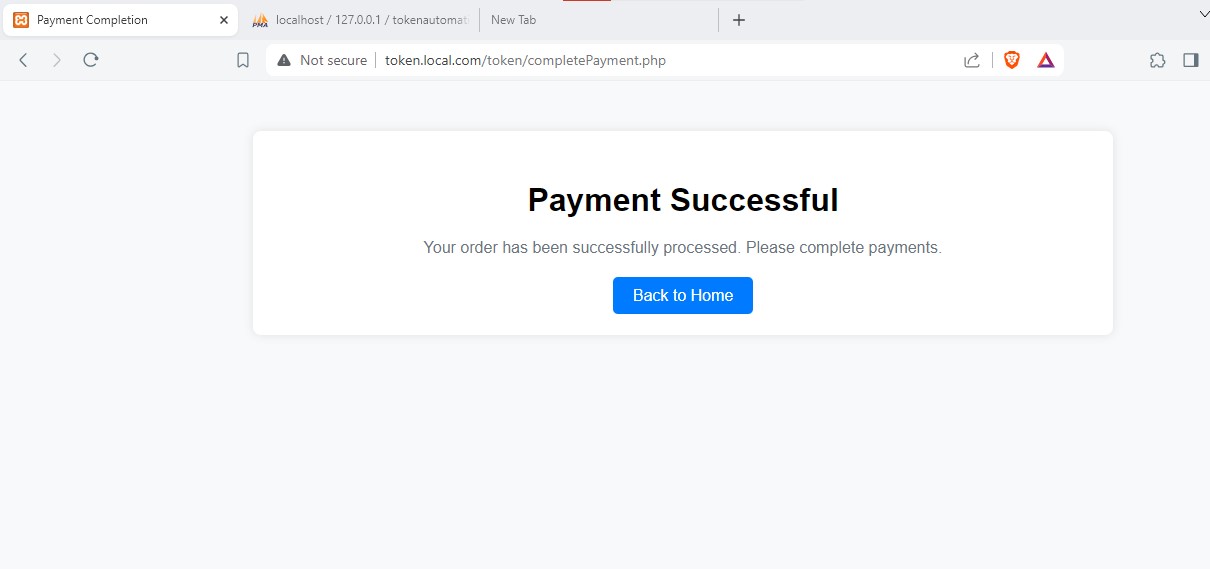 Payment Completion
localhost / 127.0.0.1 / tokenautomat
New Tab
Not secure
token.local.com/token/completePayment.php
Payment Successful
Your order has been successfully processed. Please complete payments.
Back to Home